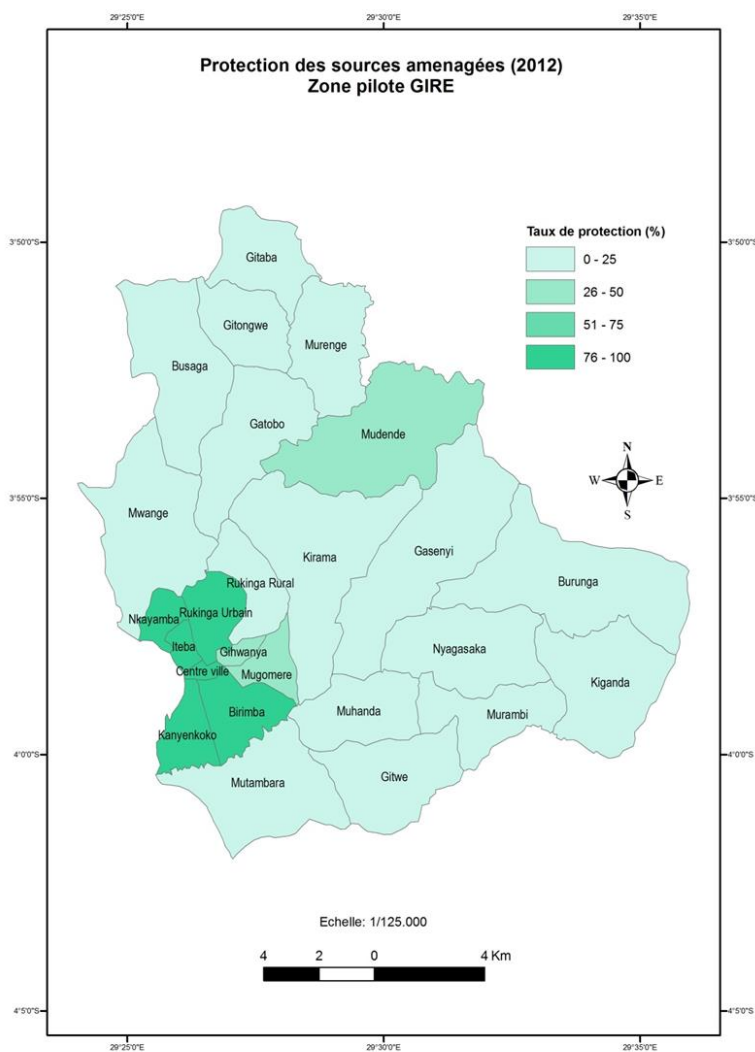 29°25'0"E 29°30'0"E 29°35'0"E
Protection des sources amenagées (2012)
Zone pilote GIRE
3°50'0"S 3°50'0"S
Taux de protection (%)
0 - 25
26 - 50
51 - 75
76 - 100
Gitaba
Gitongwe
Murenge
Busaga
Gatobo
Mudende
N
W E
S
3°55'0"S 3°55'0"S
Mwange
Kirama
Gasenyi
Rukinga Rural
Burunga
Nkayamba
Rukinga Urbain
Iteba
Gihwanya
Nyagasaka
Centre ville
Mugomere
Kiganda
Birimba
Muhanda
Murambi
Kanyenkoko
4°0'0"S 4°0'0"S
Mutambara
Gitwe
Echelle: 1/125.000
4 2 0 4 Km
4°5'0"S 4°5'0"S
29°25'0"E 29°30'0"E 29°35'0"E